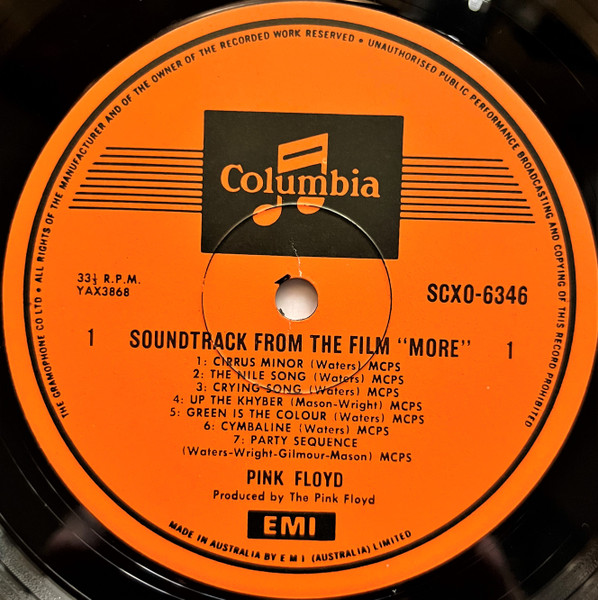 THE GRAMOPHONE CO LTD • ALL RIGHTS OF THE MANUFACTURER AND OF THE OWNER OF THE RECORDED WORK RESERVED • UNAUTHORISED PUBLIC PERFORMANCE BROADCASTING AND COPYING OF THIS RECORD PROHIBITED
Columbia
33⅓ R.P.M.
YAX3868
SCXO-6346
1 SOUNDTRACK FROM THE FILM "MORE" 1
1: CIRRUS MINOR (Waters) MCPS
2: THE NILE SONG (Waters) MCPS
3: CRYING SONG (Waters) MCPS
4: UP THE KHYBER (Mason-Wright) MCPS
5: GREEN IS THE COLOUR (Waters) MCPS
6: CYMBALINE (Waters) MCPS
7: PARTY SEQUENCE
(Waters-Wright-Gilmour-Mason) MCPS
PINK FLOYD
Produced by The Pink Floyd
EMI
MADE IN AUSTRALIA BY E M I (AUSTRALIA) LIMITED